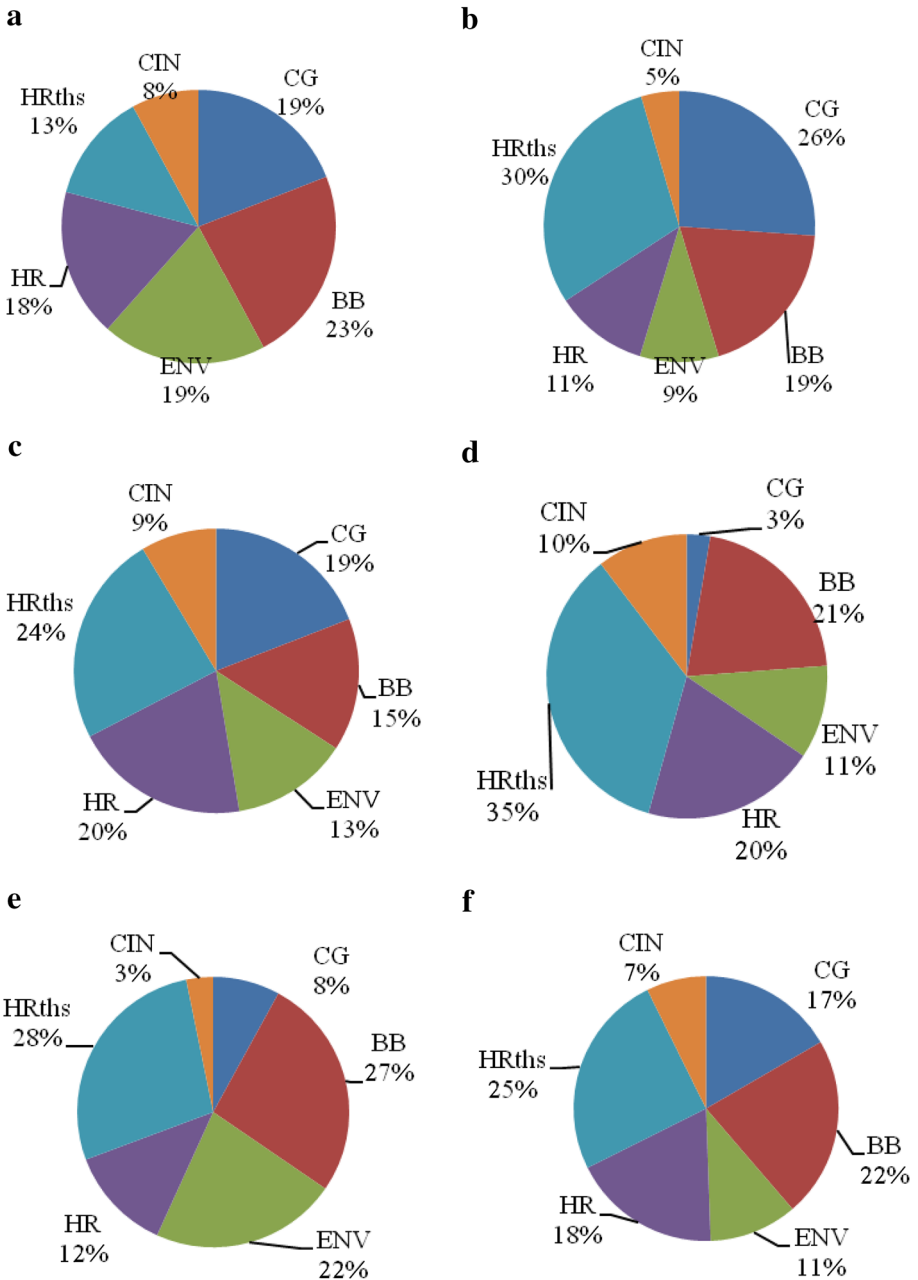 a
CIN
8%
CG
19%
HRths
13%
HR
18%
BB
23%
ENV
19%
b
CIN
5%
CG
26%
HRths
30%
HR
11%
ENV
9%
BB
19%
c
CIN
9%
CG
19%
HRths
24%
BB
15%
HR
20%
ENV
13%
d
CG
3%
CIN
10%
BB
21%
ENV
11%
HRths
35%
HR
20%
e
CIN
3%
CG
8%
HRths
28%
BB
27%
HR
12%
ENV
22%
f
CIN
7%
CG
17%
HRths
25%
BB
22%
HR
18%
ENV
11%